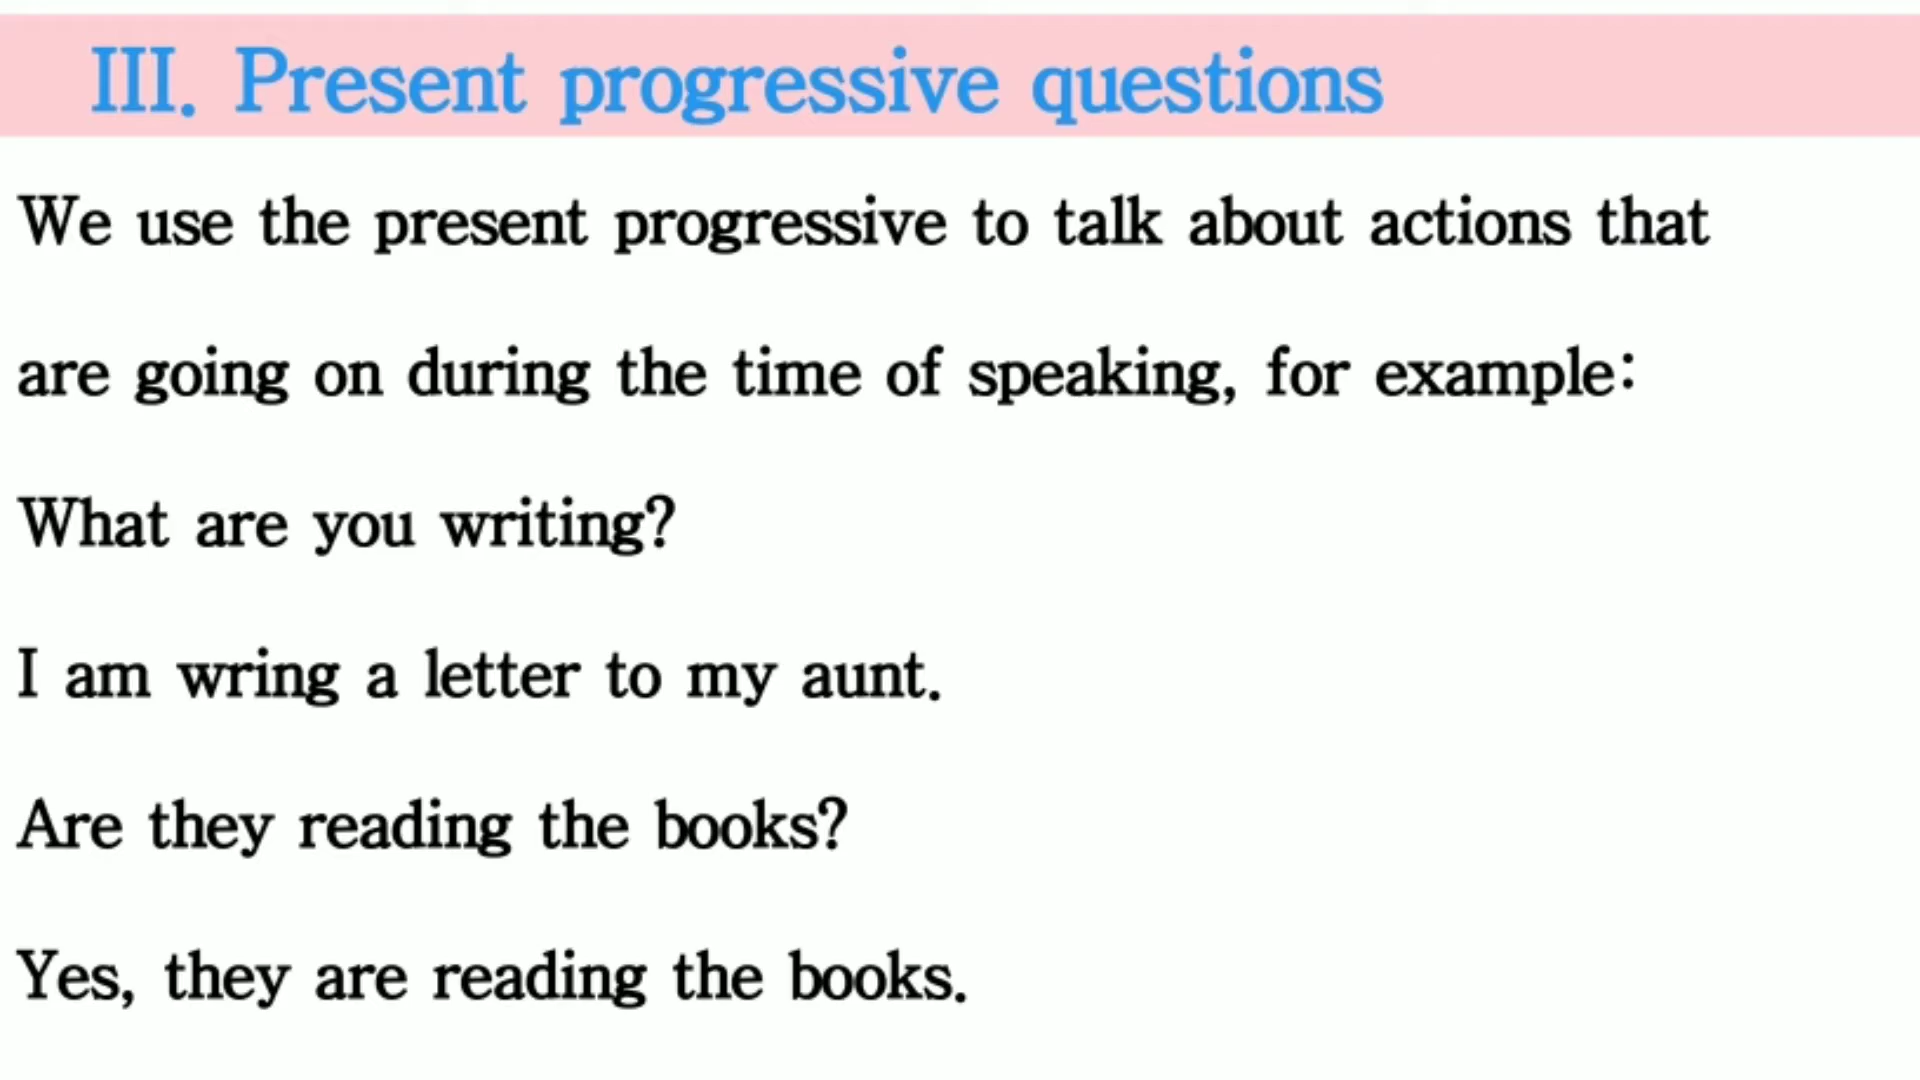 III. Present progressive questions
We use the present progressive to talk about actions that
are going on during the time of speaking, for example:
What are you writing?
I am wring a letter to my aunt.
Are they reading the books?
Yes, they are reading the books.